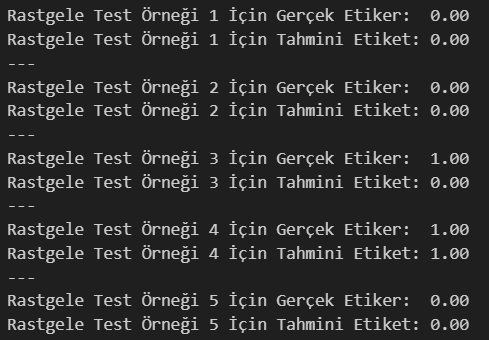 Rastgele Test Örneği 1 İçin Gerçek Etiker:  0.00
Rastgele Test Örneği 1 İçin Tahmini Etiket: 0.00
---
Rastgele Test Örneği 2 İçin Gerçek Etiker:  0.00
Rastgele Test Örneği 2 İçin Tahmini Etiket: 0.00
---
Rastgele Test Örneği 3 İçin Gerçek Etiker:  1.00
Rastgele Test Örneği 3 İçin Tahmini Etiket: 0.00
---
Rastgele Test Örneği 4 İçin Gerçek Etiker:  1.00
Rastgele Test Örneği 4 İçin Tahmini Etiket: 1.00
---
Rastgele Test Örneği 5 İçin Gerçek Etiker:  0.00
Rastgele Test Örneği 5 İçin Tahmini Etiket: 0.00